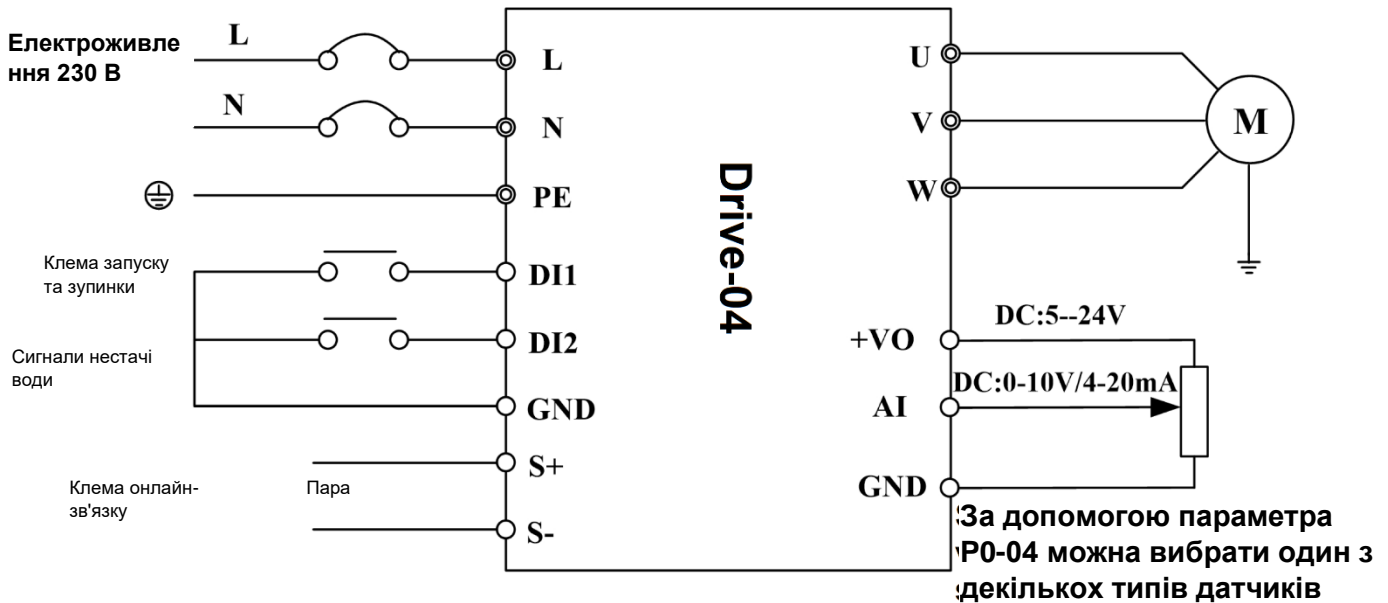 Електроживле
ння 230 В
L
N
L
N
PE
Клема запуску
та зупинки
DI1
Сигнали нестачі
води
DI2
GND
Клема онлайн-
зв'язку
Пара
S+
S-
Drive-04
U
V
W
M
+VO
DC:5--24V
AI
DC:0-10V/4-20mA
GND
За допомогою параметра
P0-04 можна вибрати один з
декількох типів датчиків